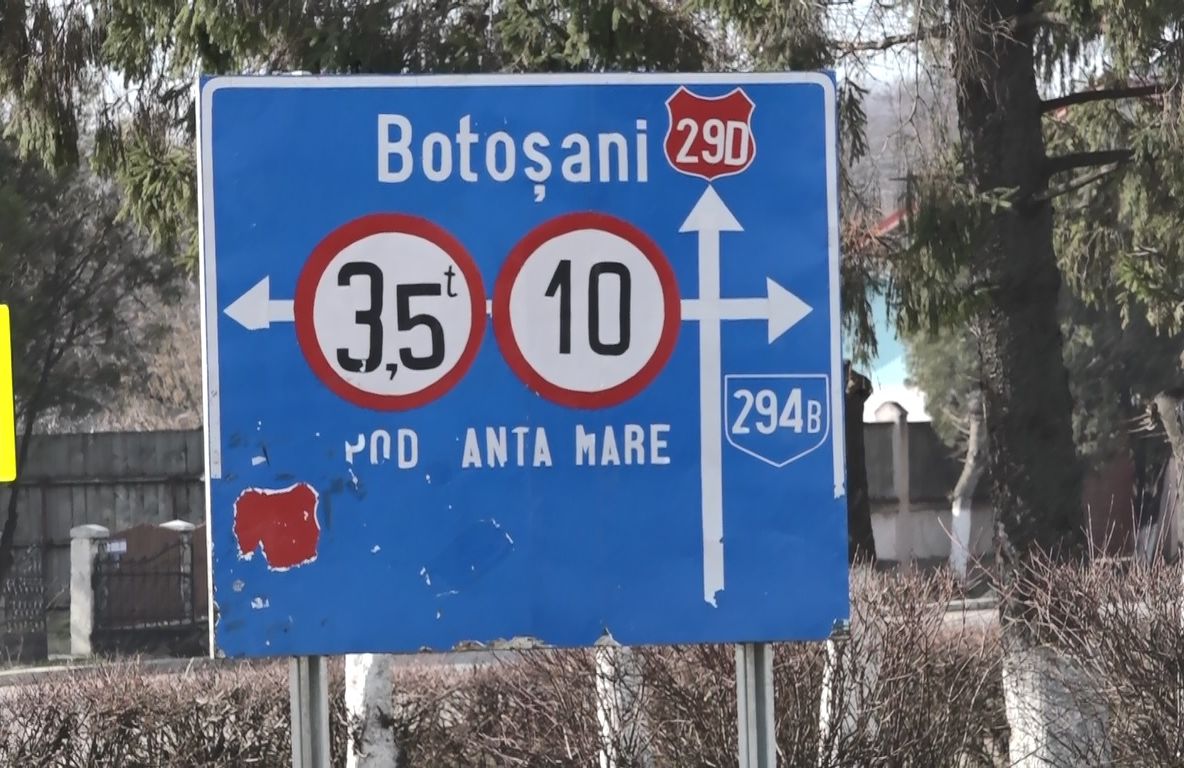 Botoșani 29D
3,5t 10
294B
POD ANTA MARE